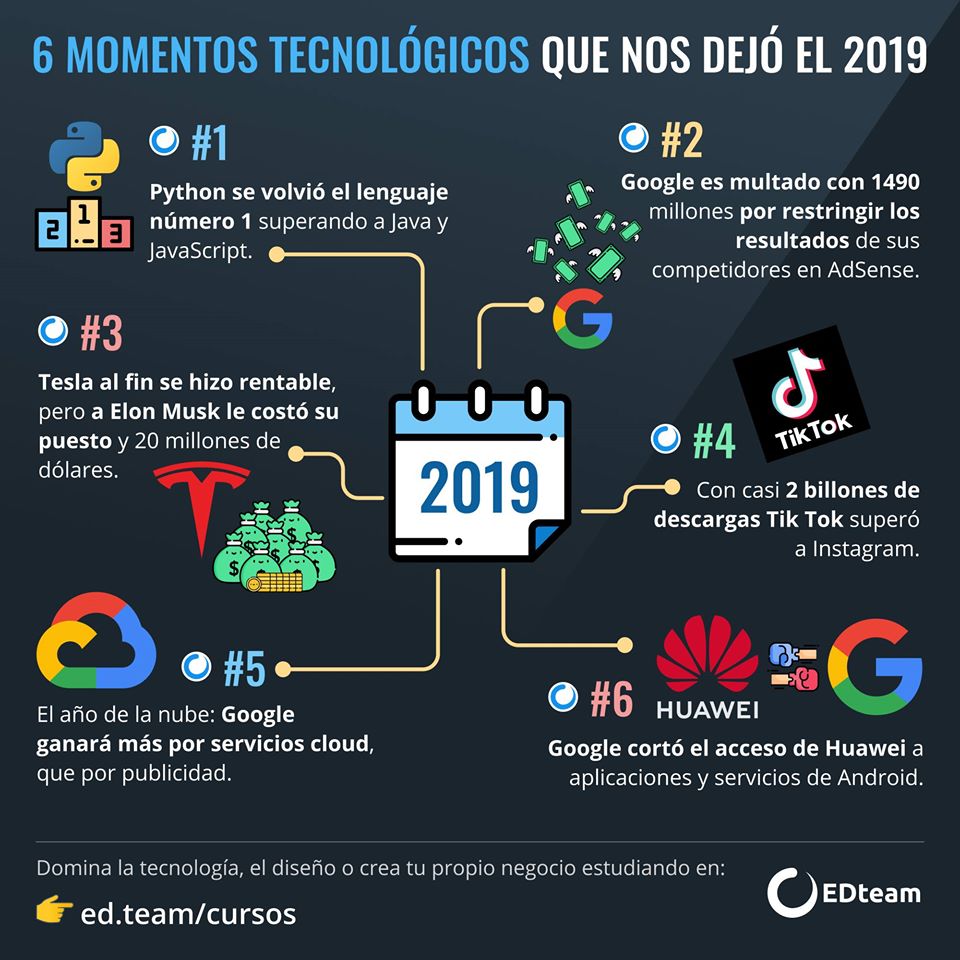 6 MOMENTOS TECNOLÓGICOS QUE NOS DEJÓ EL 2019
#1
Python se volvió el lenguaje
número 1 superando a Java y
JavaScript.
2 1 3
#2
Google es multado con 1490
millones por restringir los
resultados de sus
competidores en AdSense.
G
#3
Tesla al fin se hizo rentable,
pero a Elon Musk le costó su
puesto y 20 millones de
dólares.
2019
TikTok
#4
Con casi 2 billones de
descargas Tik Tok superó
a Instagram.
#5
El año de la nube: Google
ganará más por servicios cloud,
que por publicidad.
HUAWEI
G
#6
Google cortó el acceso de Huawei a
aplicaciones y servicios de Android.
Domina la tecnología, el diseño o crea tu propio negocio estudiando en:
ed.team/cursos
EDteam